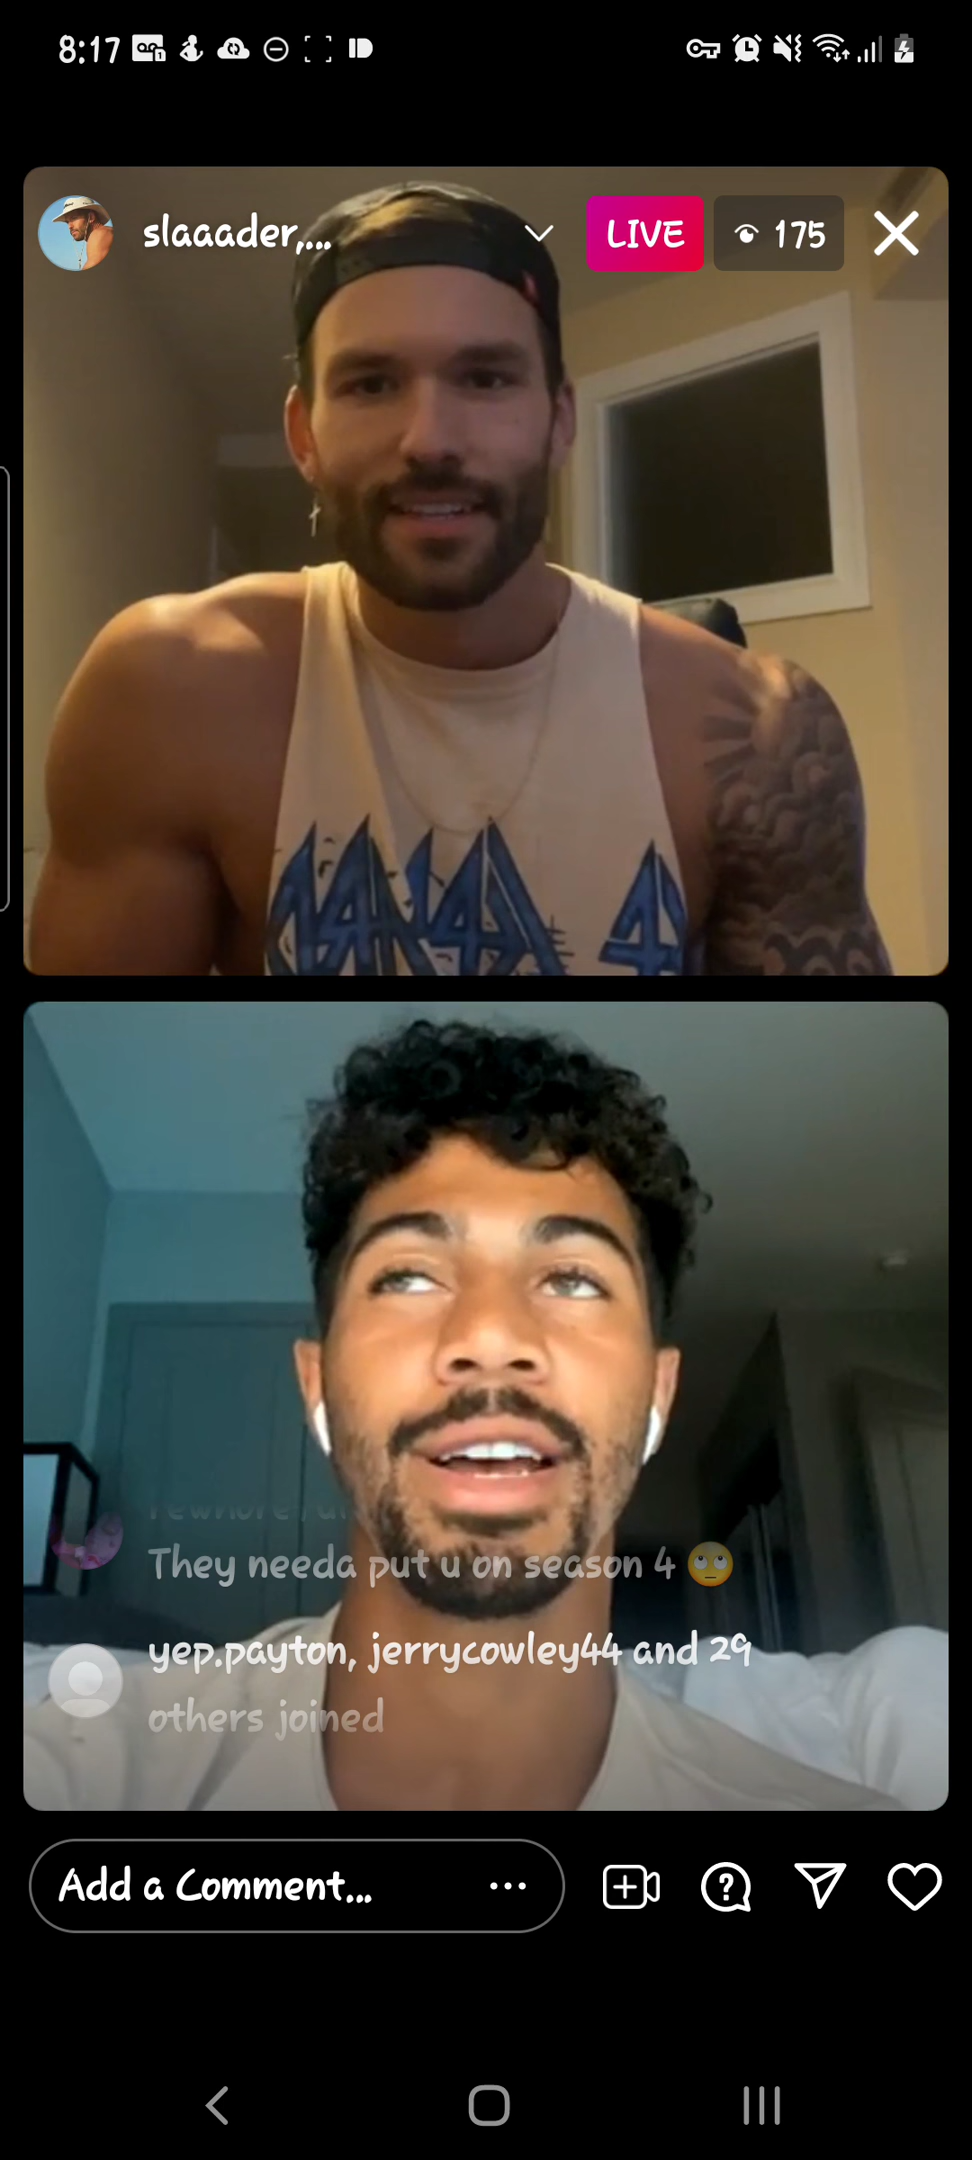 8:17
slaaader,...
LIVE
175
They needa put u on season 4 🙄
yep.payton, jerrycowley44 and 29
others joined
Add a Comment...